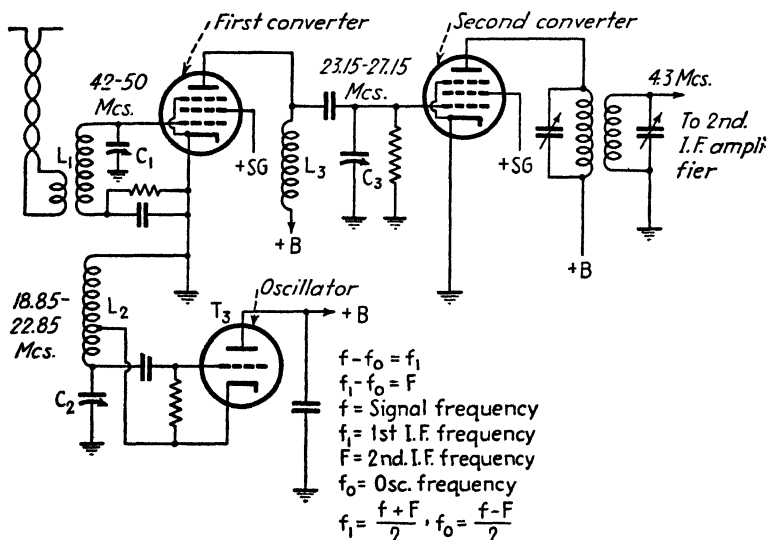 First converter
Second converter
42-50
Mcs.
23.15-27.15
Mcs.
4.3 Mcs.
To 2nd.
I.F. ampli
fier
L₁
C₁
+SG
L₃
C₃
+SG
+B
+B
18.85-
22.85
Mcs.
L₂
C₂
T₃
Oscillator
+B
f-f₀ = f₁
f₁-f₀ = F
f = Signal frequency
f₁ = 1st I.F. frequency
F = 2nd. I.F. frequency
f₀ = Osc. frequency
f₁ = (f+F)/2 , f₀ = (f-F)/2